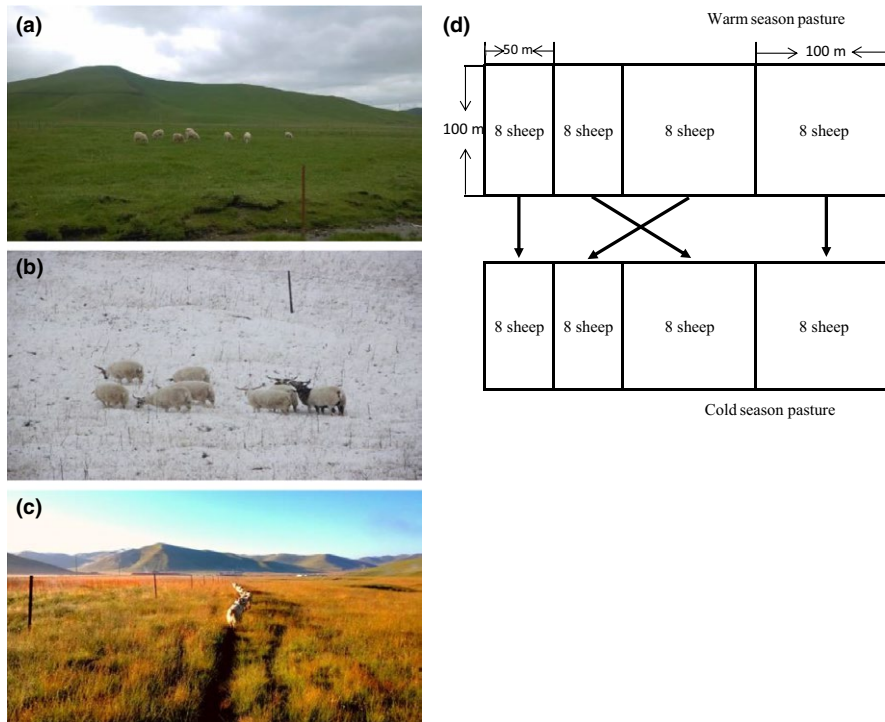 (a)
(b)
(c)
(d)
Warm season pasture
50 m
100 m
100 m
8 sheep
8 sheep
8 sheep
8 sheep
8 sheep
8 sheep
8 sheep
8 sheep
Cold season pasture